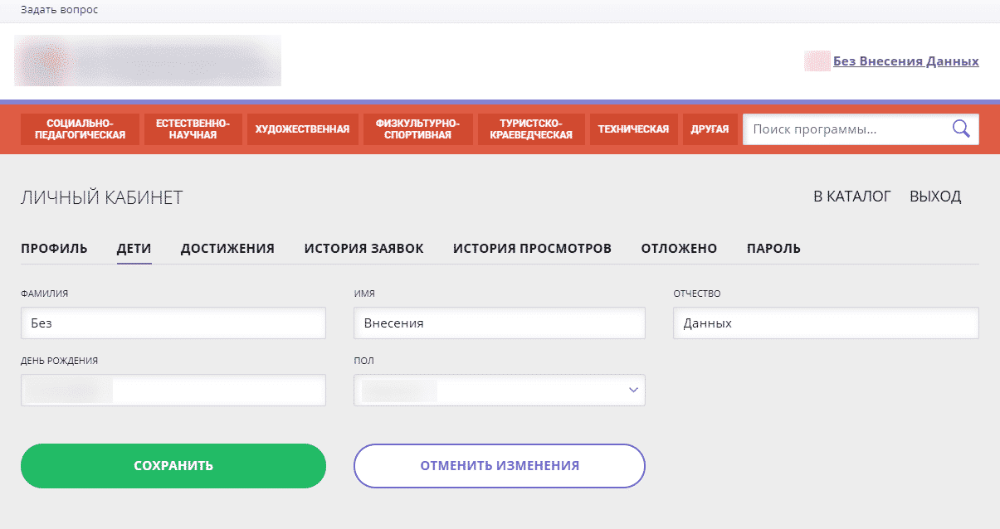 Задать вопрос
Без Внесения Данных
СОЦИАЛЬНО-
ПЕДАГОГИЧЕСКАЯ
ЕСТЕСТВЕННО-
НАУЧНАЯ
ХУДОЖЕСТВЕННАЯ
ФИЗКУЛЬТУРНО-
СПОРТИВНАЯ
ТУРИСТСКО-
КРАЕВЕДЧЕСКАЯ
ТЕХНИЧЕСКАЯ
ДРУГАЯ
Поиск программы...
ЛИЧНЫЙ КАБИНЕТ
В КАТАЛОГ
ВЫХОД
ПРОФИЛЬ
ДЕТИ
ДОСТИЖЕНИЯ
ИСТОРИЯ ЗАЯВОК
ИСТОРИЯ ПРОСМОТРОВ
ОТЛОЖЕНО
ПАРОЛЬ
ФАМИЛИЯ
ИМЯ
ОТЧЕСТВО
Без
Внесения
Данных
ДЕНЬ РОЖДЕНИЯ
ПОЛ
СОХРАНИТЬ
ОТМЕНИТЬ ИЗМЕНЕНИЯ